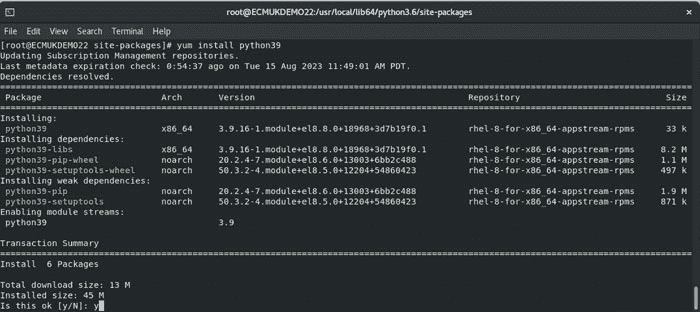 root@ECMUKDEMO22:/usr/local/lib64/python3.6/site-packages
File Edit View Search Terminal Help
[root@ECMUKDEMO22 site-packages]# yum install python39
Updating Subscription Management repositories.
Last metadata expiration check: 0:54:37 ago on Tue 15 Aug 2023 11:49:01 AM PDT.
Dependencies resolved.
Package Arch Version Repository Size
Installing:
python39 x86_64 3.9.16-1.module+el8.8.0+18968+3d7b19f0.1 rhel-8-for-x86_64-appstream-rpms 33 k
Installing dependencies:
python39-libs x86_64 3.9.16-1.module+el8.8.0+18968+3d7b19f0.1 rhel-8-for-x86_64-appstream-rpms 8.2 M
python39-pip-wheel noarch 20.2.4-7.module+el8.6.0+13003+6bb2c488 rhel-8-for-x86_64-appstream-rpms 1.1 M
python39-setuptools-wheel noarch 50.3.2-4.module+el8.5.0+12204+54860423 rhel-8-for-x86_64-appstream-rpms 497 k
Installing weak dependencies:
python39-pip noarch 20.2.4-7.module+el8.6.0+13003+6bb2c488 rhel-8-for-x86_64-appstream-rpms 1.9 M
python39-setuptools noarch 50.3.2-4.module+el8.5.0+12204+54860423 rhel-8-for-x86_64-appstream-rpms 871 k
Enabling module streams:
python39 3.9
Transaction Summary
Install 6 Packages
Total download size: 13 M
Installed size: 45 M
Is this ok [y/N]: y